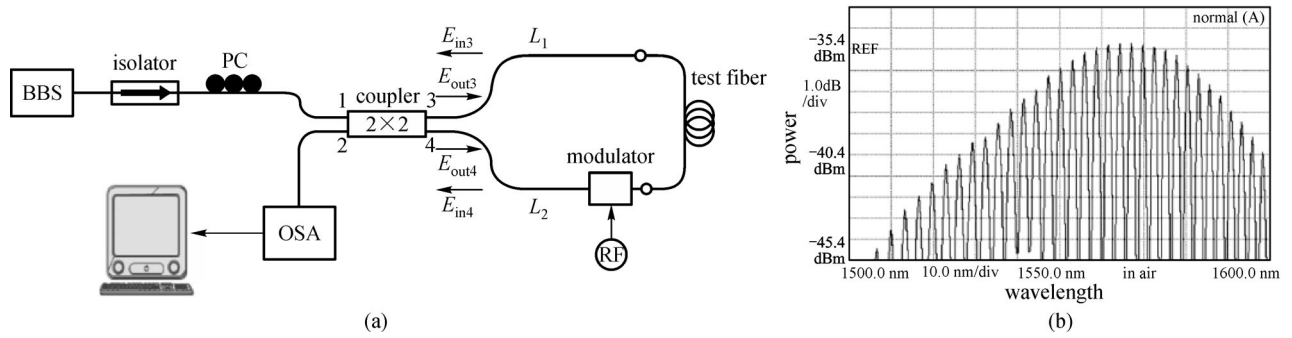 BBS
isolator
PC
1
2
coupler
2×2
3
4
E_in3
E_out3
E_out4
E_in4
L_1
L_2
test fiber
modulator
RF
OSA
(a)
normal (A)
−35.4
dBm
REF
1.0dB
/div
power
−40.4
dBm
−45.4
dBm
1500.0 nm 10.0 nm/div 1550.0 nm in air 1600.0 nm
wavelength
(b)